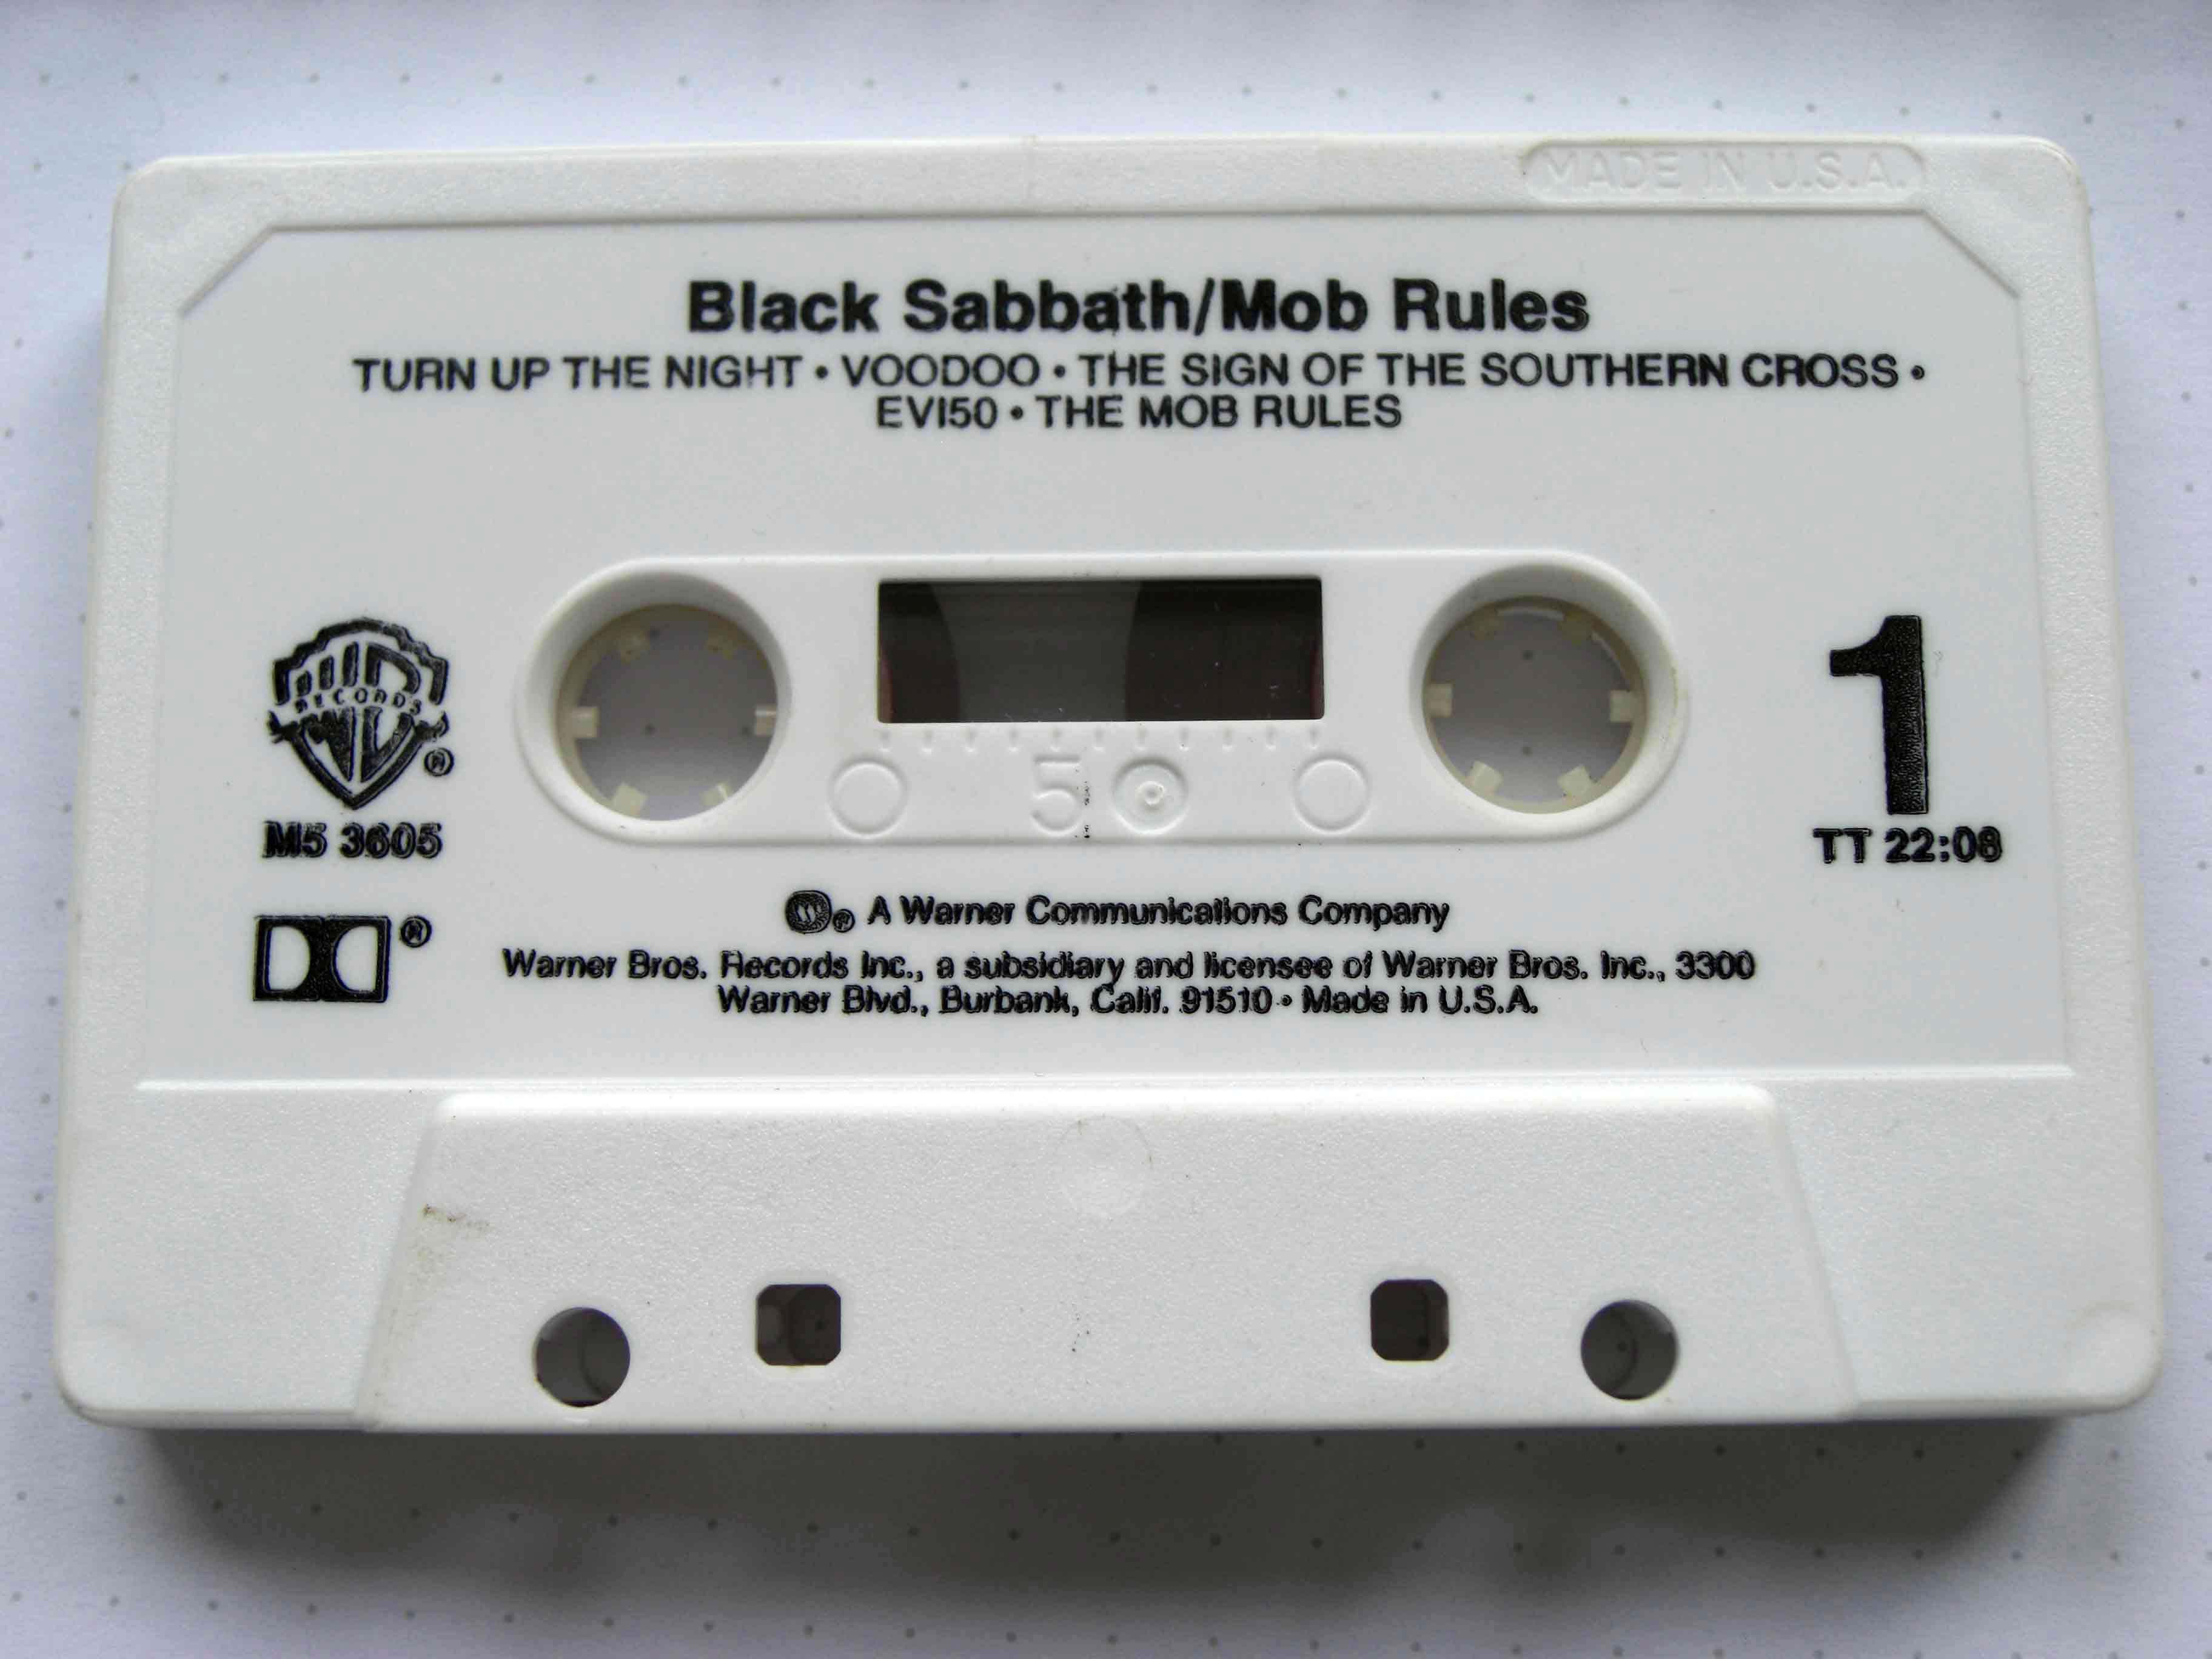 MADE IN U.S.A.
Black Sabbath/Mob Rules
TURN UP THE NIGHT • VOODOO • THE SIGN OF THE SOUTHERN CROSS •
EVI50 • THE MOB RULES
RECORDS
®
1
M5 3605
TT 22:08
5
®
® A Warner Communications Company
Warner Bros. Records Inc., a subsidiary and licensee of Warner Bros. Inc., 3300
Warner Blvd., Burbank, Calif. 91510 • Made in U.S.A.